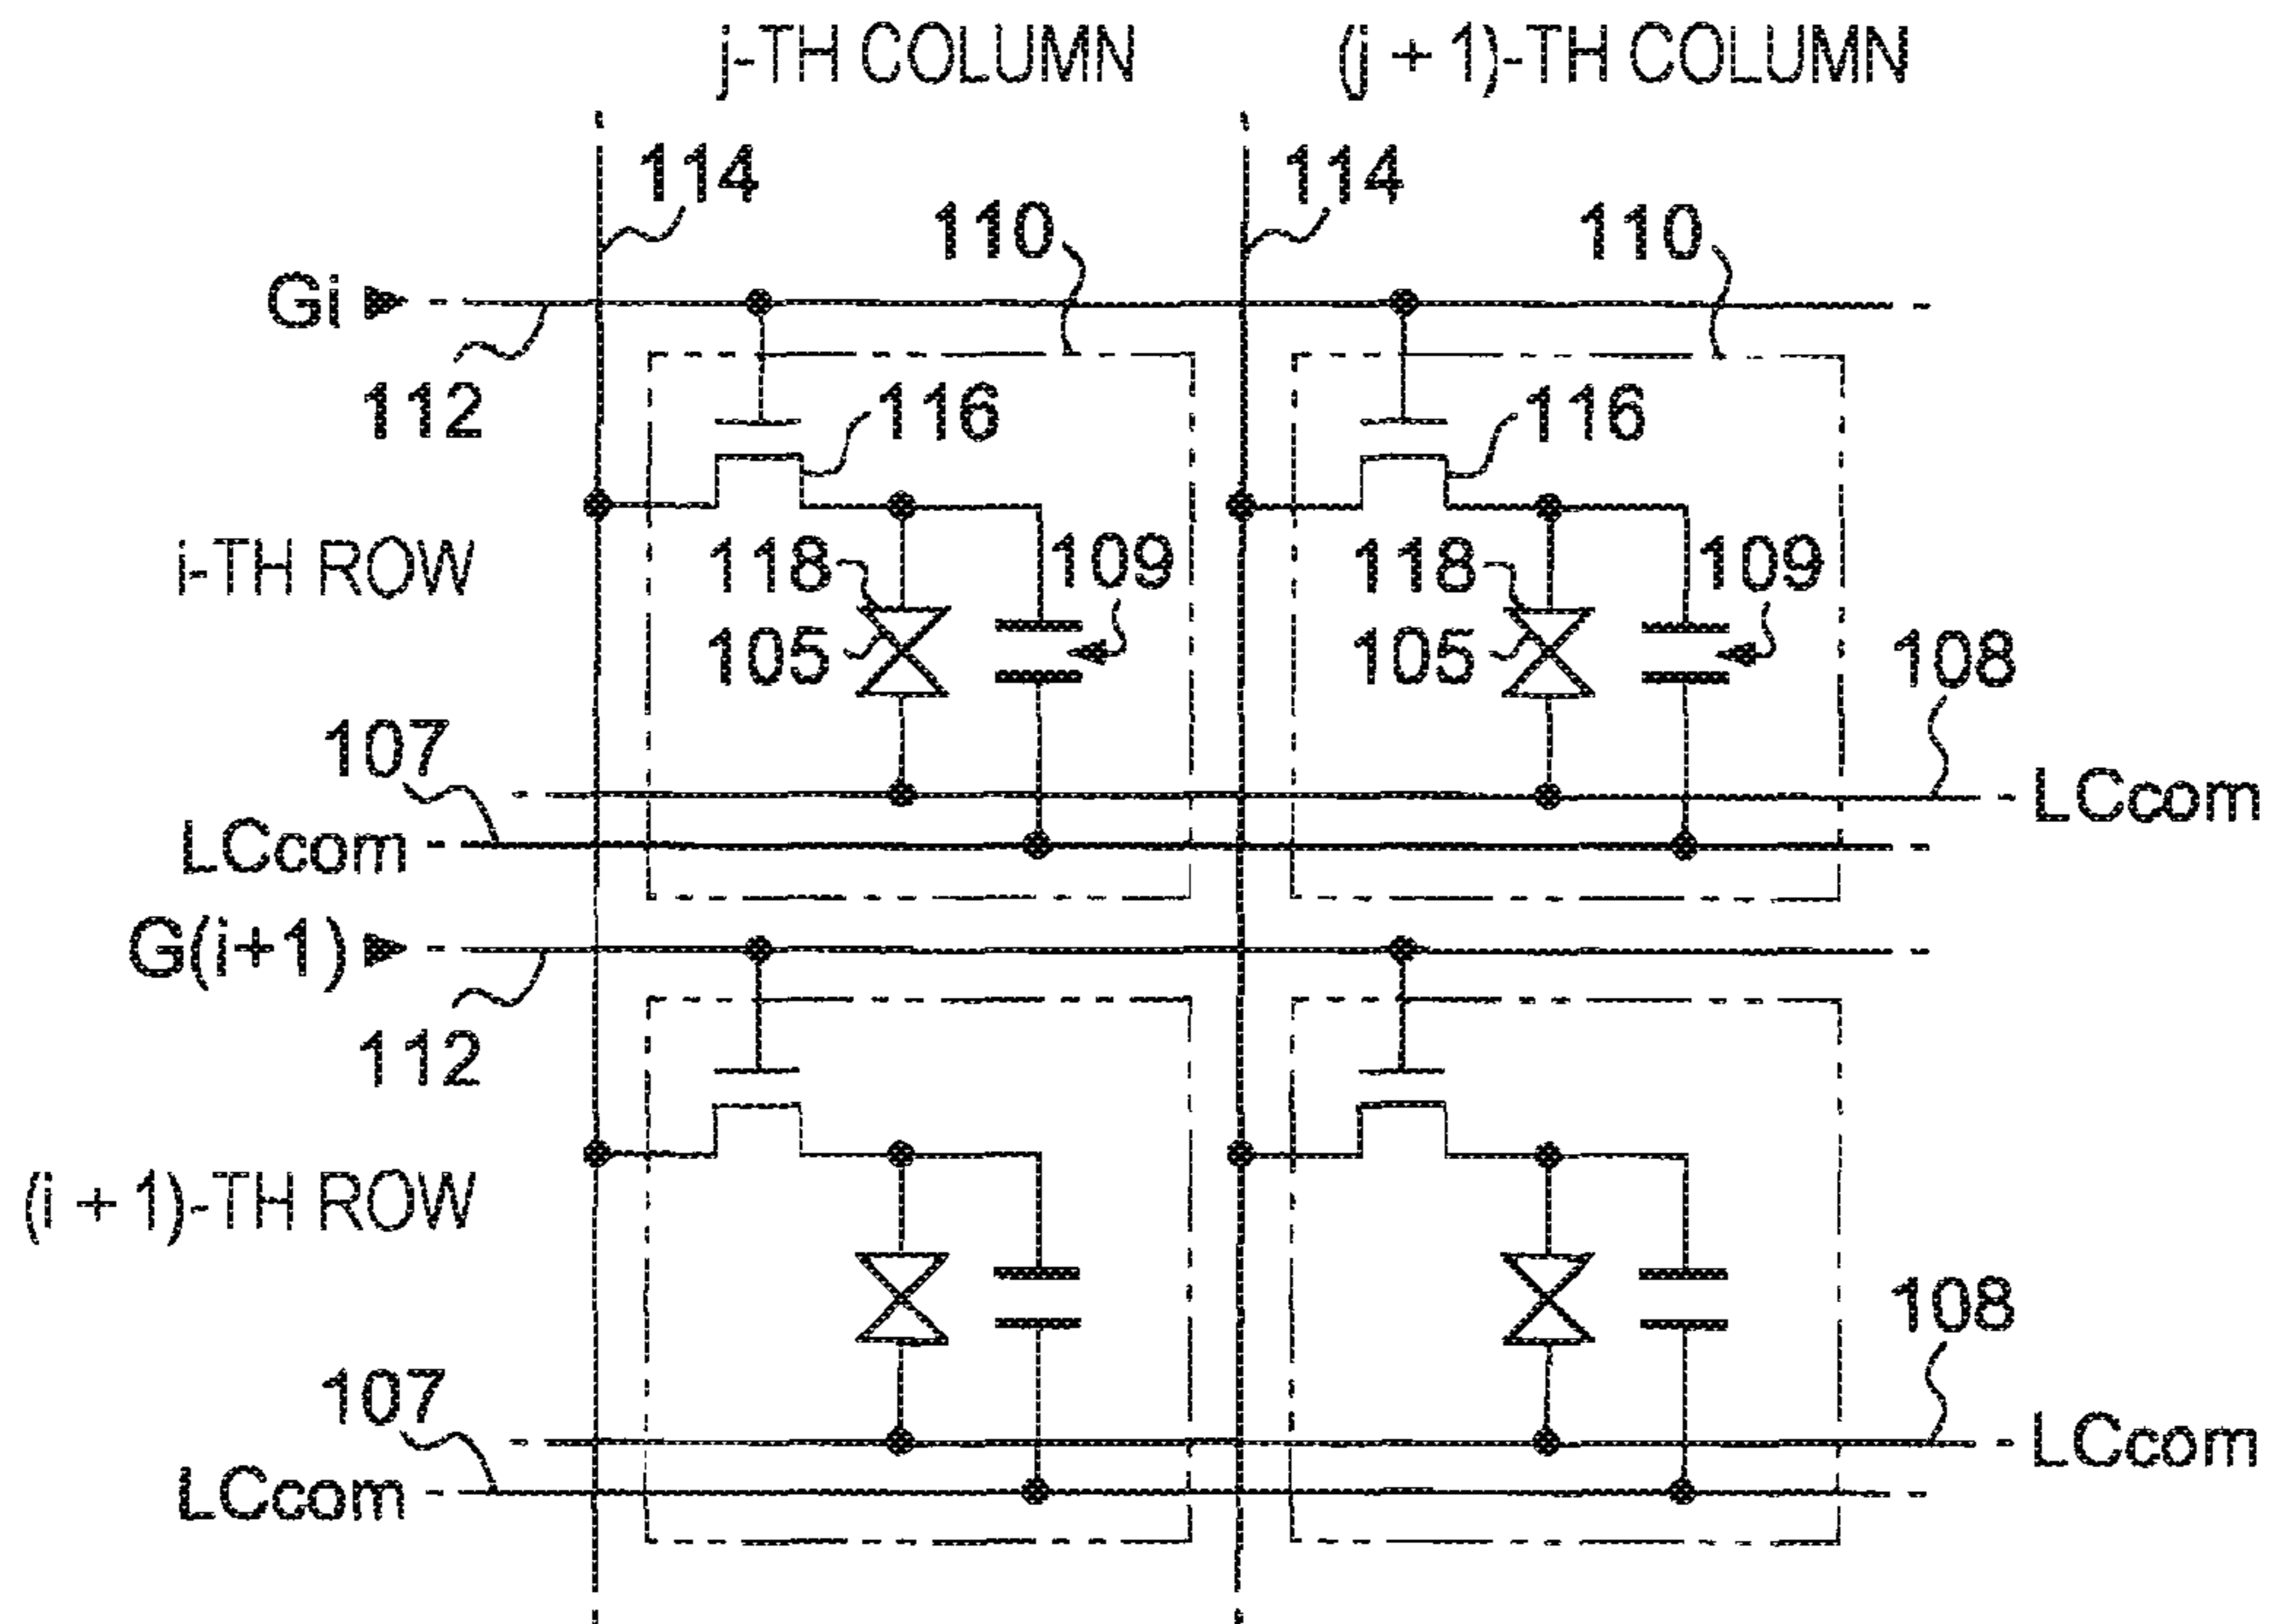 j-TH COLUMN (j + 1)-TH COLUMN
114 114
110 110
Gi
112
116 116
i-TH ROW
118 109 118 109
105 105
108
107
LCcom
LCcom
G(i+1)
112
(i + 1)-TH ROW
108
107
LCcom
LCcom